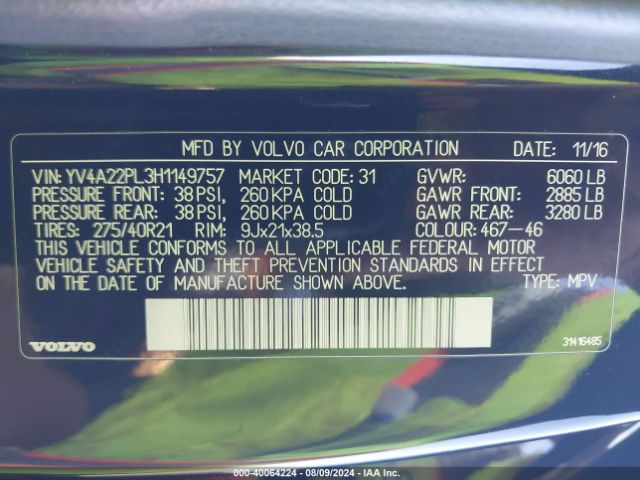 MFD BY VOLVO CAR CORPORATION DATE: 11/16
VIN: YV4A22PL3H1149757 MARKET CODE: 31 GVWR: 6060 LB
PRESSURE FRONT: 38 PSI, 260 KPA COLD GAWR FRONT: 2885 LB
PRESSURE REAR: 38 PSI, 260 KPA COLD GAWR REAR: 3280 LB
TIRES: 275/40R21 RIM: 9Jx21x38.5 COLOUR: 467-46
THIS VEHICLE CONFORMS TO ALL APPLICABLE FEDERAL MOTOR
VEHICLE SAFETY AND THEFT PREVENTION STANDARDS IN EFFECT
ON THE DATE OF MANUFACTURE SHOWN ABOVE. TYPE: MPV
VOLVO 31416485
000-40064224 - 08/09/2024 - IAA Inc.